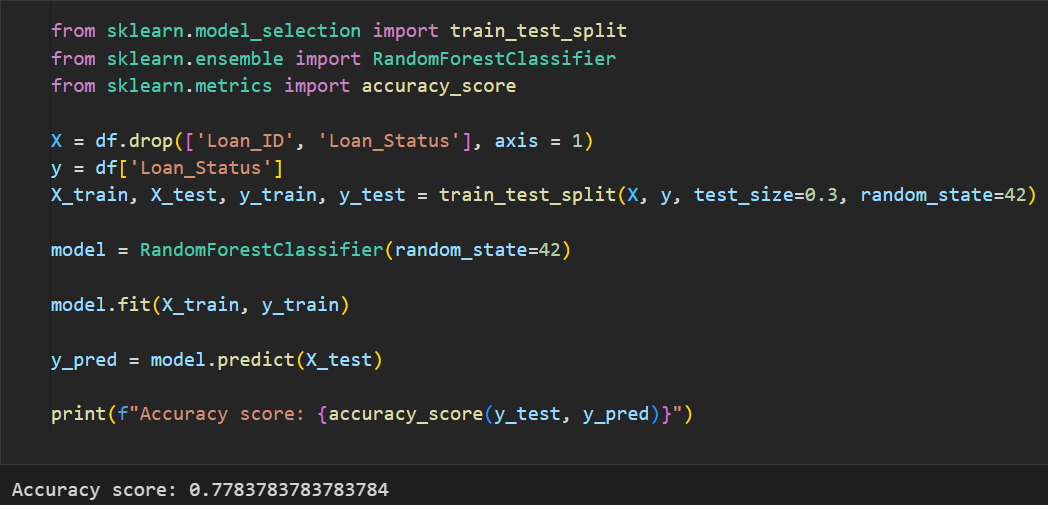 from sklearn.model_selection import train_test_split
from sklearn.ensemble import RandomForestClassifier
from sklearn.metrics import accuracy_score
X = df.drop(['Loan_ID', 'Loan_Status'], axis = 1)
y = df['Loan_Status']
X_train, X_test, y_train, y_test = train_test_split(X, y, test_size=0.3, random_state=42)
model = RandomForestClassifier(random_state=42)
model.fit(X_train, y_train)
y_pred = model.predict(X_test)
print(f"Accuracy score: {accuracy_score(y_test, y_pred)}")
Accuracy score: 0.7783783783783784